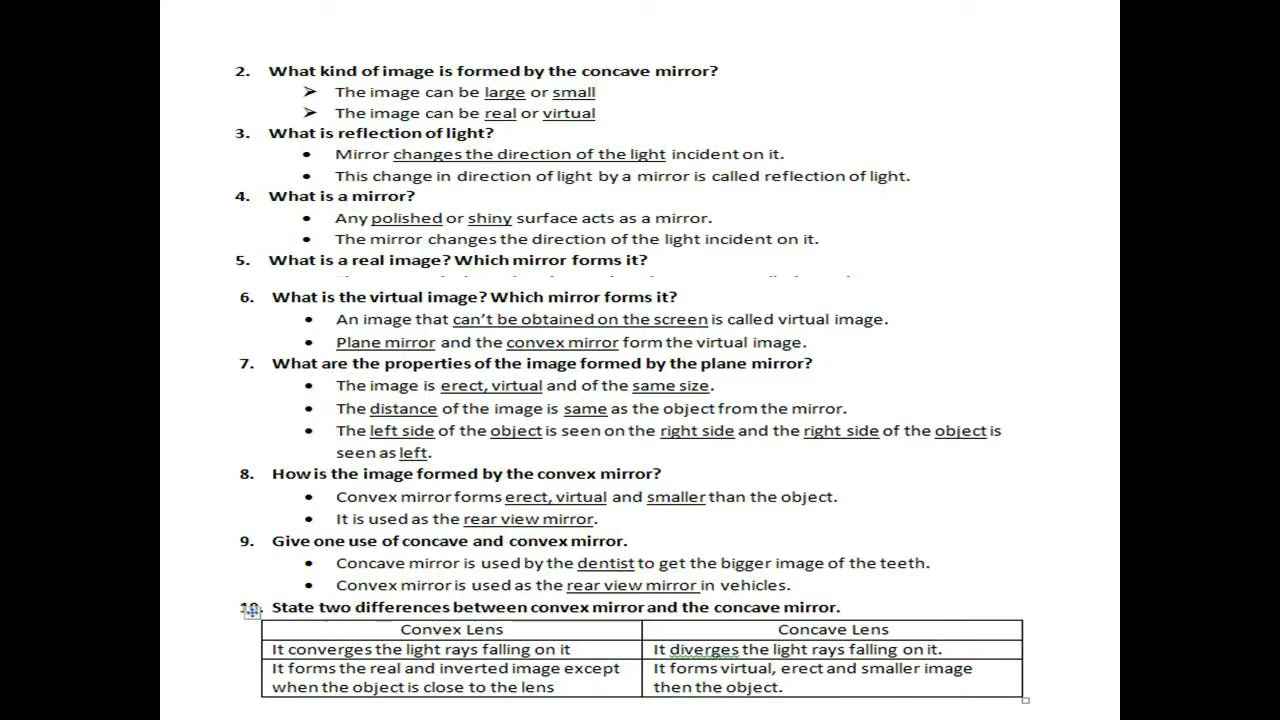 2. What kind of image is formed by the concave mirror?
➢ The image can be large or small
➢ The image can be real or virtual
3. What is reflection of light?
• Mirror changes the direction of the light incident on it.
• This change in direction of light by a mirror is called reflection of light.
4. What is a mirror?
• Any polished or shiny surface acts as a mirror.
• The mirror changes the direction of the light incident on it.
5. What is a real image? Which mirror forms it?
6. What is the virtual image? Which mirror forms it?
• An image that can't be obtained on the screen is called virtual image.
• Plane mirror and the convex mirror form the virtual image.
7. What are the properties of the image formed by the plane mirror?
• The image is erect, virtual and of the same size.
• The distance of the image is same as the object from the mirror.
• The left side of the object is seen on the right side and the right side of the object is
seen as left.
8. How is the image formed by the convex mirror?
• Convex mirror forms erect, virtual and smaller than the object.
• It is used as the rear view mirror.
9. Give one use of concave and convex mirror.
• Concave mirror is used by the dentist to get the bigger image of the teeth.
• Convex mirror is used as the rear view mirror in vehicles.
10. State two differences between convex mirror and the concave mirror.
Convex Lens Concave Lens
It converges the light rays falling on it It diverges the light rays falling on it.
It forms the real and inverted image except It forms virtual, erect and smaller image
when the object is close to the lens then the object.